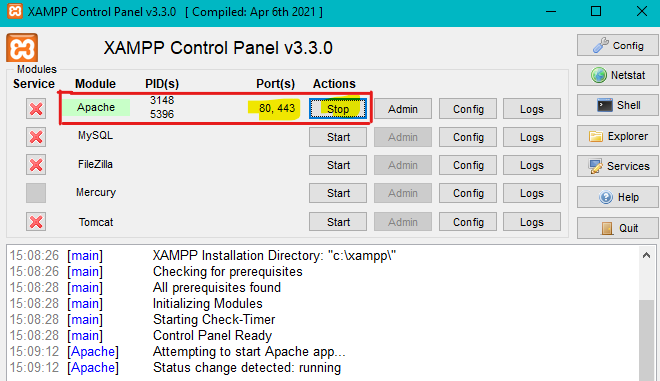 XAMPP Control Panel v3.3.0 [ Compiled: Apr 6th 2021 ]
XAMPP Control Panel v3.3.0
Config
Modules
Service Module PID(s) Port(s) Actions
Netstat
Apache 3148 5396 80, 443 Stop Admin Config Logs
Shell
MySQL Start Admin Config Logs
Explorer
FileZilla Start Admin Config Logs
Services
Mercury Start Admin Config Logs
Help
Tomcat Start Admin Config Logs
Quit
15:08:26 [main] XAMPP Installation Directory: "c:\xampp\"
15:08:26 [main] Checking for prerequisites
15:08:28 [main] All prerequisites found
15:08:28 [main] Initializing Modules
15:08:28 [main] Starting Check-Timer
15:08:28 [main] Control Panel Ready
15:09:12 [Apache] Attempting to start Apache app...
15:09:12 [Apache] Status change detected: running